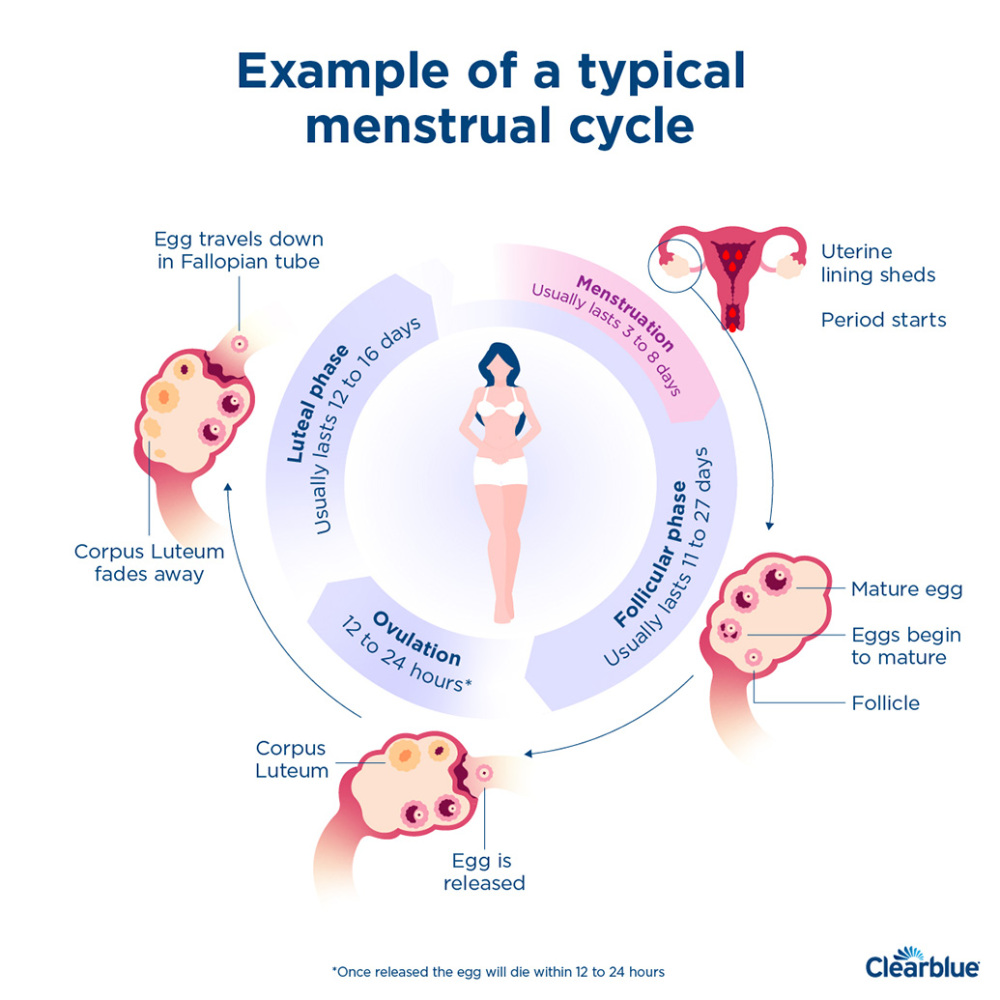 Example of a typical
menstrual cycle
Egg travels down
in Fallopian tube
Menstruation
Usually lasts 3 to 8 days
Uterine
lining sheds
Period starts
Luteal phase
Usually lasts 12 to 16 days
Follicular phase
Usually lasts 11 to 27 days
Corpus Luteum
fades away
Mature egg
Eggs begin
to mature
Follicle
Ovulation
12 to 24 hours*
Corpus
Luteum
Egg is
released
*Once released the egg will die within 12 to 24 hours
Clearblue